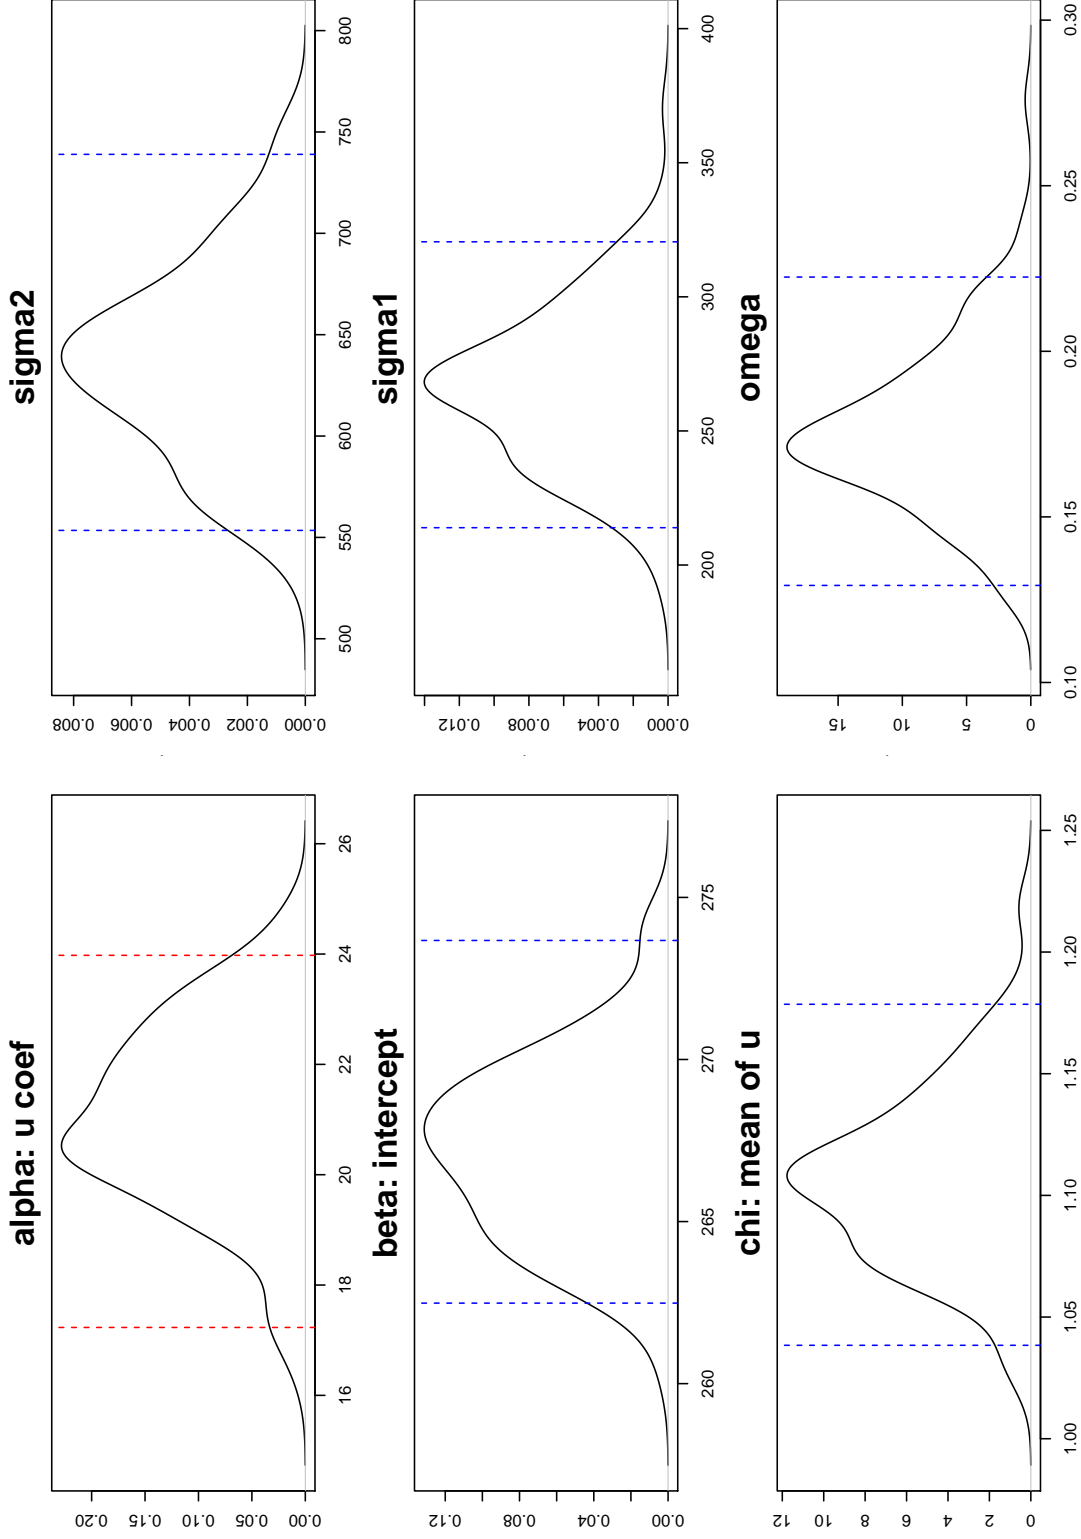 alpha: u coef
0.00 0.05 0.10 0.15 0.20
16 18 20 22 24 26
sigma2
0.000 0.002 0.004 0.006 0.008
500 550 600 650 700 750 800
beta: intercept
0.00 0.04 0.08 0.12
260 265 270 275
sigma1
0.000 0.004 0.008 0.012
200 250 300 350 400
chi: mean of u
0 2 4 6 8 10 12
1.00 1.05 1.10 1.15 1.20 1.25
omega
0 5 10 15
0.10 0.15 0.20 0.25 0.30